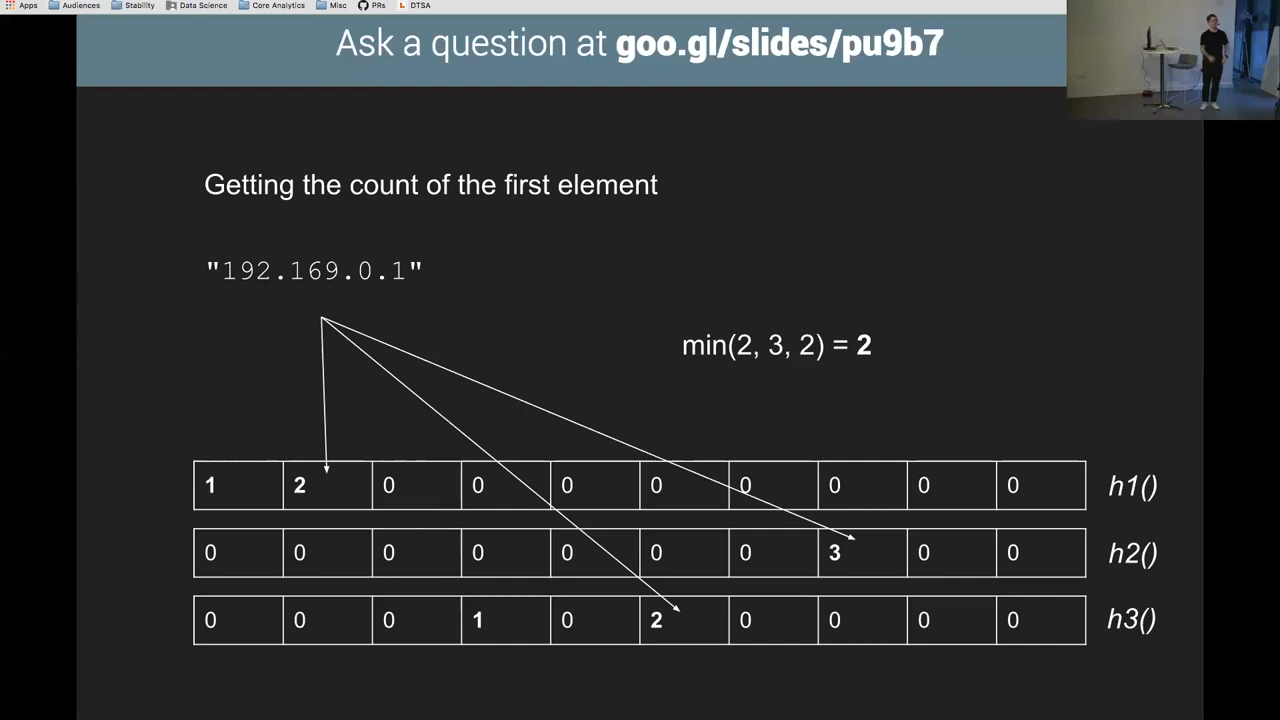 Apps Audiences Stability Data Science Core Analytics Misc PRs DTSA
Ask a question at goo.gl/slides/pu9b7
Getting the count of the first element
"192.169.0.1"
min(2, 3, 2) = 2
1 2 0 0 0 0 0 0 0 0 h1()
0 0 0 0 0 0 0 3 0 0 h2()
0 0 0 1 0 2 0 0 0 0 h3()